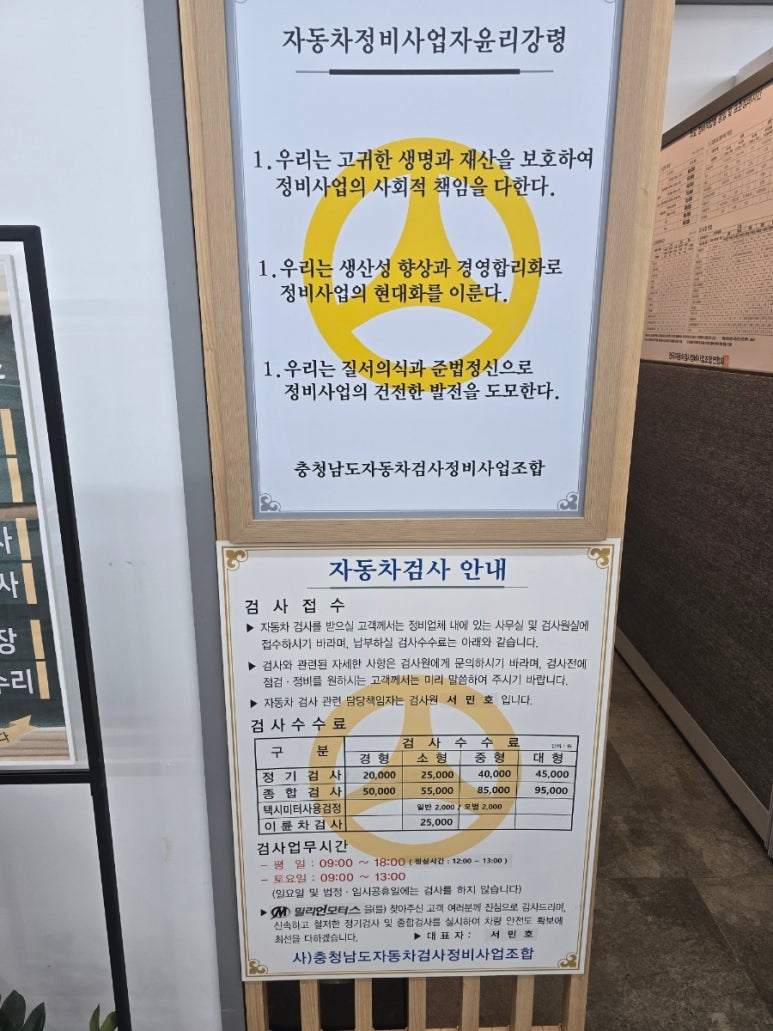 자동차정비사업자윤리강령
1. 우리는 고귀한 생명과 재산을 보호하여
정비사업의 사회적 책임을 다한다.
1. 우리는 생산성 향상과 경영합리화로
정비사업의 현대화를 이룬다.
1. 우리는 질서의식과 준법정신으로
정비사업의 건전한 발전을 도모한다.
충청남도자동차검사정비사업조합
자동차검사 안내
검 사 접 수
▶ 자동차 검사를 받으실 고객께서는 정비업체 내에 있는 사무실 및 검사원실에
접수하시기 바라며, 납부하실 검사수수료는 아래와 같습니다.
▶ 검사와 관련된 자세한 사항은 검사원에게 문의하시기 바라며, 검사전에
점검·정비를 원하시는 고객께서는 미리 말씀하여 주시기 바랍니다.
▶ 자동차 검사 관련 담당책임자는 검사원 서 민 호 입니다.
검 사 수 수 료
구 분 검 사 수 수 료 단위 : 원
경 형 소 형 중 형 대 형
정 기 검 사 20,000 25,000 40,000 45,000
종 합 검 사 50,000 55,000 85,000 95,000
택시미터사용검정 일반 2,000 / 모범 2,000
이 륜 차 검 사 25,000
검사업무시간
- 평 일 : 09:00 ~ 18:00 ( 점심시간 : 12:00 ~ 13:00 )
- 토요일 : 09:00 ~ 13:00
(일요일 및 법정·임시공휴일에는 검사를 하지 않습니다)
▶ 밀리언모터스 을(를) 찾아주신 고객 여러분께 진심으로 감사드리며,
신속하고 철저한 정기검사 및 종합검사를 실시하여 차량 안전도 확보에
최선을 다하겠습니다. ▶ 대 표 자 : 서 민 호
사)충청남도자동차검사정비사업조합
사
사
장
수리
다